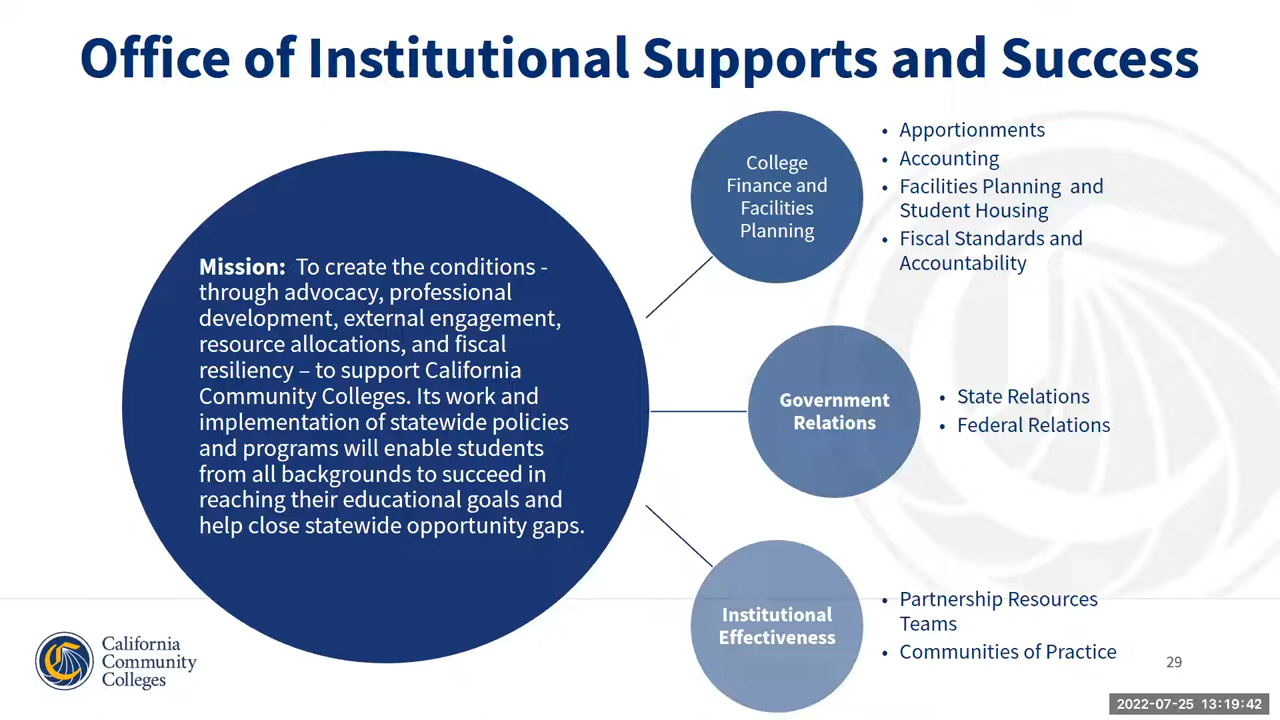 Office of Institutional Supports and Success
Mission: To create the conditions -
through advocacy, professional
development, external engagement,
resource allocations, and fiscal
resiliency – to support California
Community Colleges. Its work and
implementation of statewide policies
and programs will enable students
from all backgrounds to succeed in
reaching their educational goals and
help close statewide opportunity gaps.
College
Finance and
Facilities
Planning
• Apportionments
• Accounting
• Facilities Planning and
Student Housing
• Fiscal Standards and
Accountability
Government
Relations
• State Relations
• Federal Relations
Institutional
Effectiveness
• Partnership Resources
Teams
• Communities of Practice
California
Community
Colleges
29
2022-07-25 13:19:42